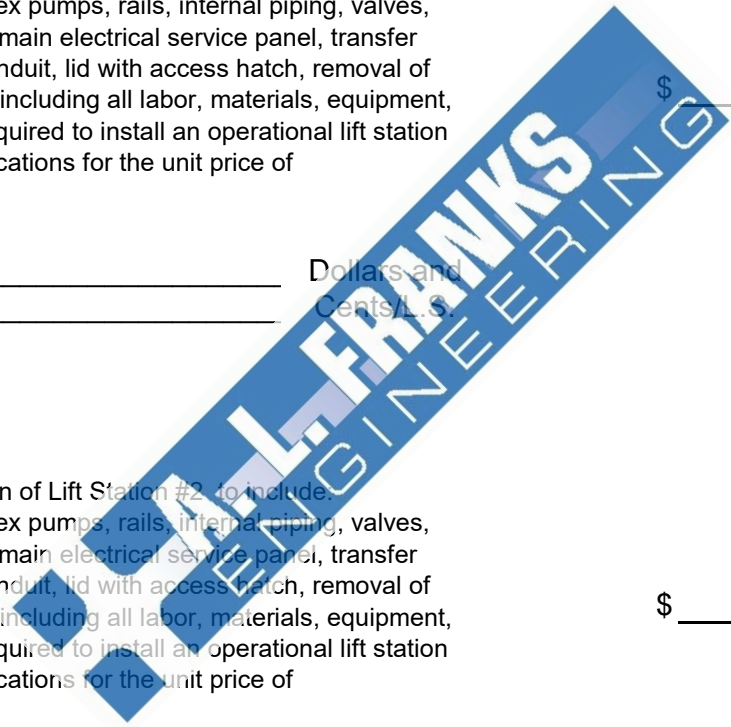 ex pumps, rails, internal piping, valves,
main electrical service panel, transfer
nduit, lid with access hatch, removal of
including all labor, materials, equipment,
$
quired to install an operational lift station
cations for the unit price of
Dollars and
Cents/L.S.
A. L. FRANKS
ENGINEERING
n of Lift Station #2, to include:
ex pumps, rails, internal piping, valves,
main electrical service panel, transfer
nduit, lid with access hatch, removal of
including all labor, materials, equipment,
$
quired to install an operational lift station
cations for the unit price of